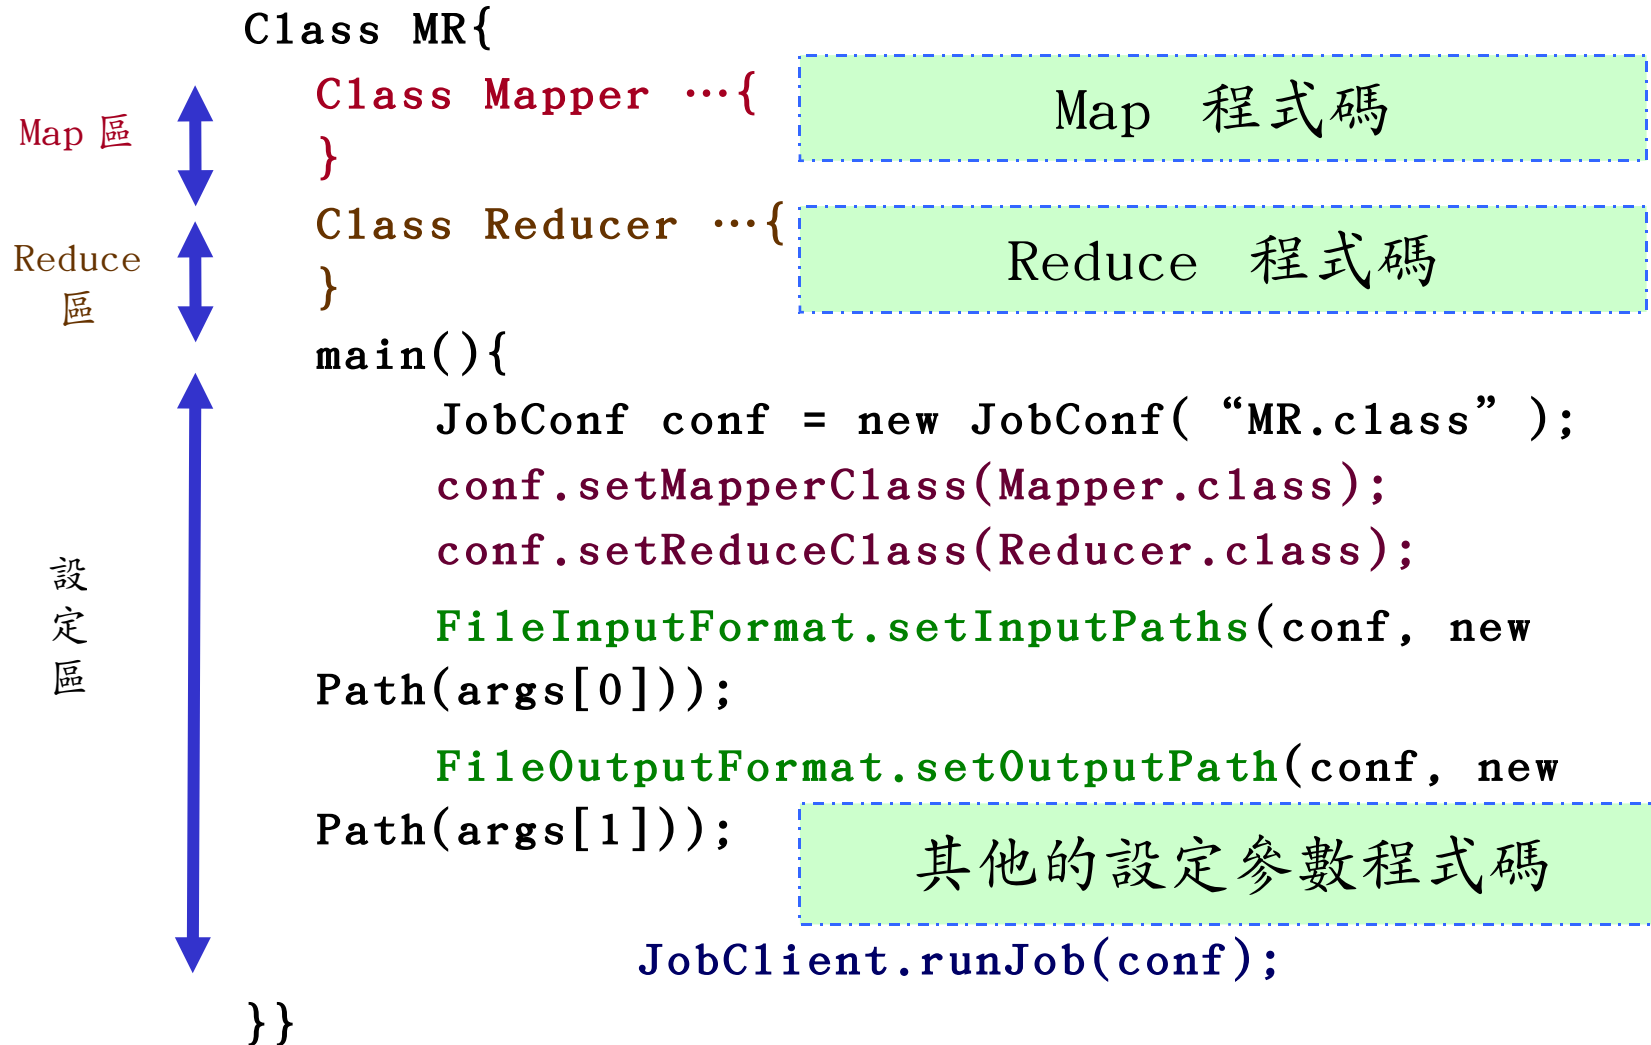 Class MR{
Map 區
Class Mapper …{
}
Map 程式碼
Reduce
區
Class Reducer …{
}
Reduce 程式碼
設
定
區
main(){
JobConf conf = new JobConf( “MR.class” );
conf.setMapperClass(Mapper.class);
conf.setReduceClass(Reducer.class);
FileInputFormat.setInputPaths(conf, new
Path(args[0]));
FileOutputFormat.setOutputPath(conf, new
Path(args[1]));
其他的設定參數程式碼
JobClient.runJob(conf);
}}